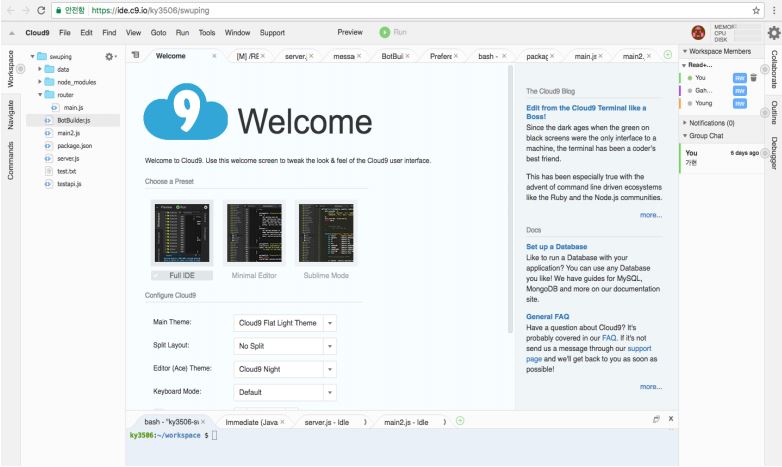 안전함 https://ide.c9.io/ky3506/swuping
Cloud9 File Edit Find View Goto Run Tools Window Support Preview Run
MEMORY
CPU
DISK
Workspace
Navigate
Commands
swuping
data
node_modules
router
main.js
BotBuilder.js
main2.js
package.json
server.js
test.txt
testapi.js
Welcome [M] /RE server.j messa BotBui Prefere bash - packag main.js main2.
9
Welcome
Welcome to Cloud9. Use this welcome screen to tweak the look & feel of the Cloud9 user interface.
Choose a Preset
Full IDE Minimal Editor Sublime Mode
Configure Cloud9
Main Theme: Cloud9 Flat Light Theme
Split Layout: No Split
Editor (Ace) Theme: Cloud9 Night
Keyboard Mode: Default
The Cloud9 Blog
Edit from the Cloud9 Terminal like a
Boss!
Since the dark ages when the green on
black screens were the only interface to a
machine, the terminal has been a coder's
best friend.
This has been especially true with the
advent of command line driven ecosystems
like the Ruby and the Node.js communities.
more...
Docs
Set up a Database
Like to run a Database with your
application? You can use any Database
you like! We have guides for MySQL,
MongoDB and more on our documentation
site.
General FAQ
Have a question about Cloud9? It's
probably covered in our FAQ. If it's not
send us a message through our support
page and we'll get back to you as soon as
possible!
more...
Workspace Members
Read+...
You RW
Gah... RW
Young RW
Notifications (0)
Group Chat
You 6 days ago
가현
Collaborate
Outline
Debugger
bash - "ky3506-sw Immediate (Java server.js - Idle main2.js - Idle
ky3506:~/workspace $